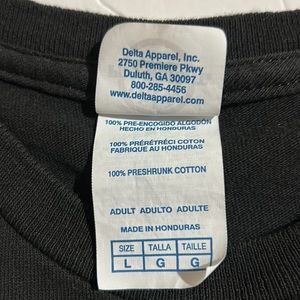 Delta Apparel, Inc.
2750 Premiere Pkwy
Duluth, GA 30097
800-285-4456
www.deltaapparel.com
100% PRE-ENCOGIDO ALGODÓN
HECHO EN HONDURAS
100% PRÉRÉTRÉCI COTON
FABRIQUE AU HONDURAS
100% PRESHRUNK COTTON
ADULT ADULTO ADULTE
MADE IN HONDURAS
SIZE TALLA TAILLE
L G G